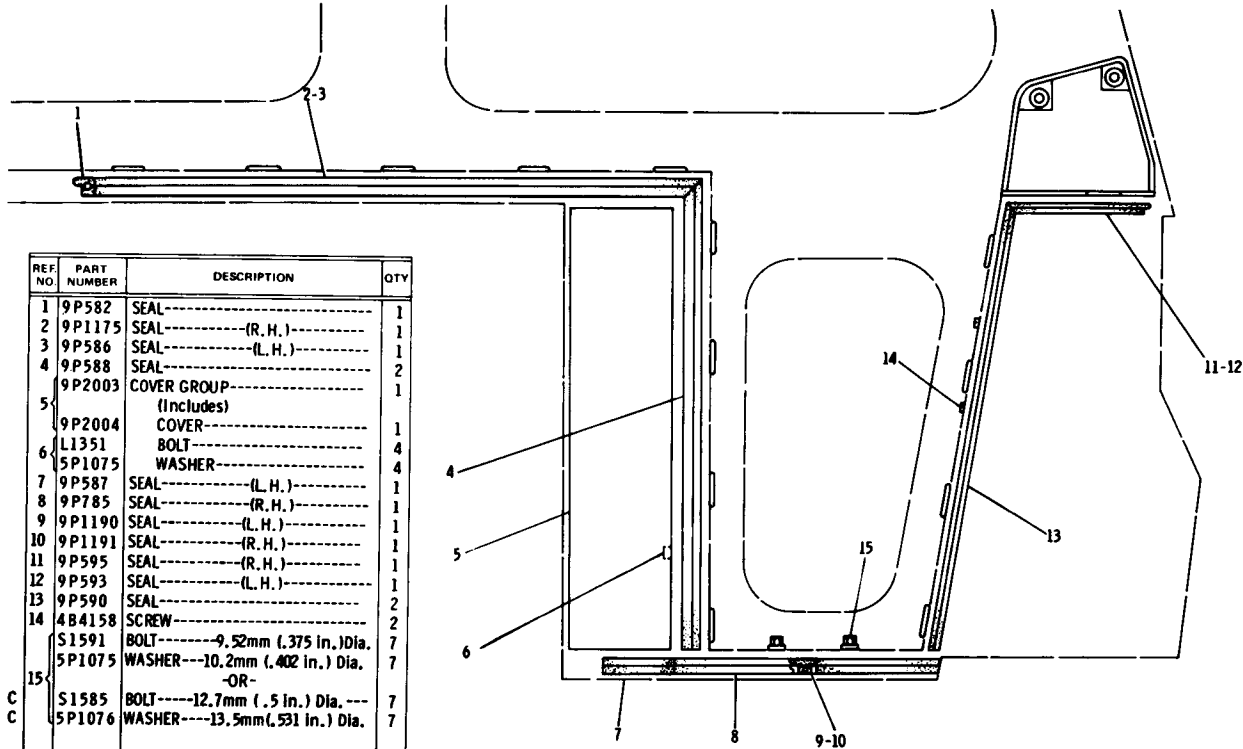 2-3
1
REF. NO. PART NUMBER DESCRIPTION QTY
1 9P582 SEAL 1
2 9P1175 SEAL (R.H.) 1
3 9P586 SEAL (L.H.) 1
4 9P588 SEAL 2
9P2003 COVER GROUP 1
5 (Includes)
9P2004 COVER 1
6 L1351 BOLT 4
5P1075 WASHER 4
7 9P587 SEAL (L.H.) 1
8 9P785 SEAL (R.H.) 1
9 9P1190 SEAL (L.H.) 1
10 9P1191 SEAL (R.H.) 1
11 9P595 SEAL (R.H.) 1
12 9P593 SEAL (L.H.) 1
13 9P590 SEAL 2
14 4B4158 SCREW 2
S1591 BOLT 9.52mm (.375 in.)Dia. 7
5P1075 WASHER 10.2mm (.402 in.) Dia. 7
15 -OR-
C S1585 BOLT 12.7mm (.5 in.) Dia. 7
C 5P1076 WASHER 13.5mm(.531 in.) Dia. 7
14
11-12
4
5
15
13
6
7
8
9-10